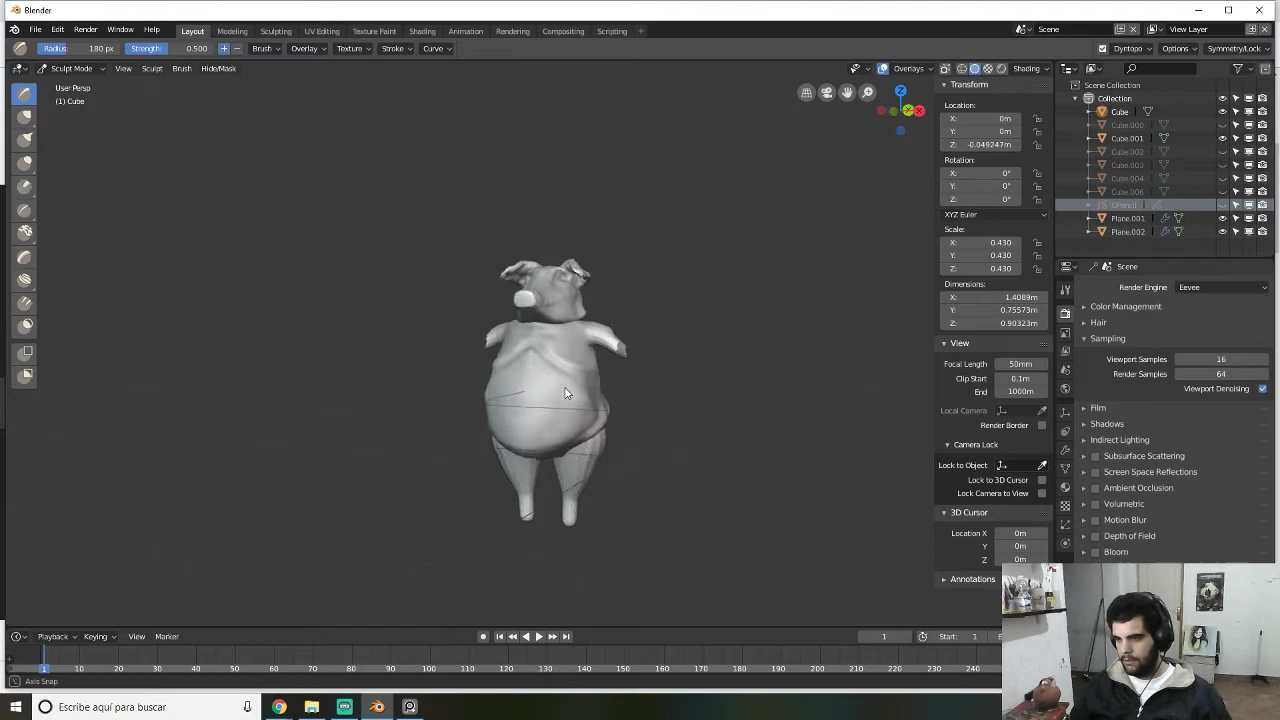 Blender
File Edit Render Window Help Layout Modeling Sculpting UV Editing Texture Paint Shading Animation Rendering Compositing Scripting + Scene View Layer
Radius: 180 px Strength: 0.500 Brush Overlay Texture Stroke Curve Dyntopo Options Symmetry/Lock
Sculpt Mode View Sculpt Brush Hide/Mask Overlays Shading
User Persp
(1) Cube
Z
X
Transform
Location:
X: 0m
Y: 0m
Z: -0.049247m
Rotation:
X: 0°
Y: 0°
Z: 0°
XYZ Euler
Scale:
X: 0.430
Y: 0.430
Z: 0.430
Dimensions:
X: 1.4089m
Y: 0.75573m
Z: 0.90323m
View
Focal Length 50mm
Clip Start 0.1m
End 1000m
Local Camera
Render Border
Camera Lock
Lock to Object
Lock to 3D Cursor
Lock Camera to View
3D Cursor
Location X 0m
Y 0m
Z 0m
Annotations
Scene Collection
Collection
Cube
Cube.000
Cube.001
Cube.002
Cube.003
Cube.004
Cube.006
GPencil
Plane.001
Plane.002
Scene
Render Engine Eevee
Color Management
Hair
Sampling
Viewport Samples 16
Render Samples 64
Viewport Denoising
Film
Shadows
Indirect Lighting
Subsurface Scattering
Screen Space Reflections
Ambient Occlusion
Volumetric
Motion Blur
Depth of Field
Bloom
Playback Keying View Marker 1 Start: 1
1 10 20 30 40 50 60 70 80 90 100 110 120 130 140 150 160 170 180 190 200 210 220 230 240
Axis Snap
Escribe aquí para buscar